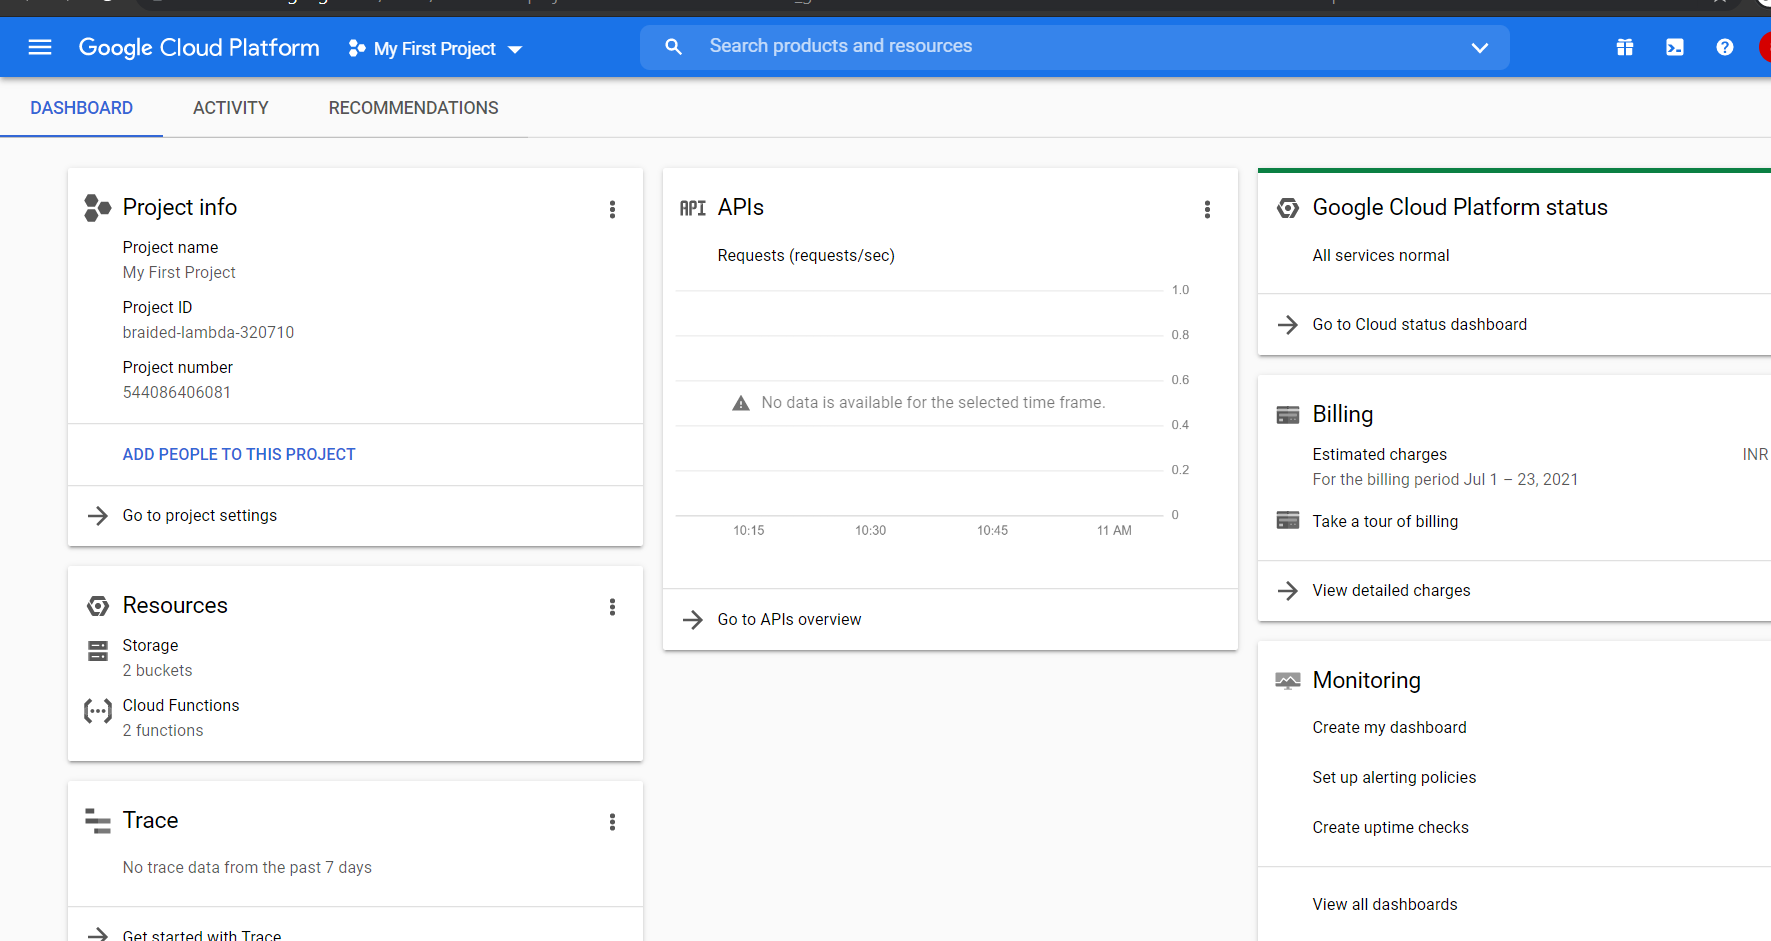 Google Cloud Platform
My First Project
Search products and resources
DASHBOARD
ACTIVITY
RECOMMENDATIONS
Project info
Project name
My First Project
Project ID
braided-lambda-320710
Project number
544086406081
ADD PEOPLE TO THIS PROJECT
Go to project settings
Resources
Storage
2 buckets
Cloud Functions
2 functions
Trace
No trace data from the past 7 days
Get started with Trace
API APIs
Requests (requests/sec)
1.0
0.8
0.6
No data is available for the selected time frame.
0.4
0.2
0
10:15
10:30
10:45
11 AM
Go to APIs overview
Google Cloud Platform status
All services normal
Go to Cloud status dashboard
Billing
Estimated charges
INR
For the billing period Jul 1 – 23, 2021
Take a tour of billing
View detailed charges
Monitoring
Create my dashboard
Set up alerting policies
Create uptime checks
View all dashboards